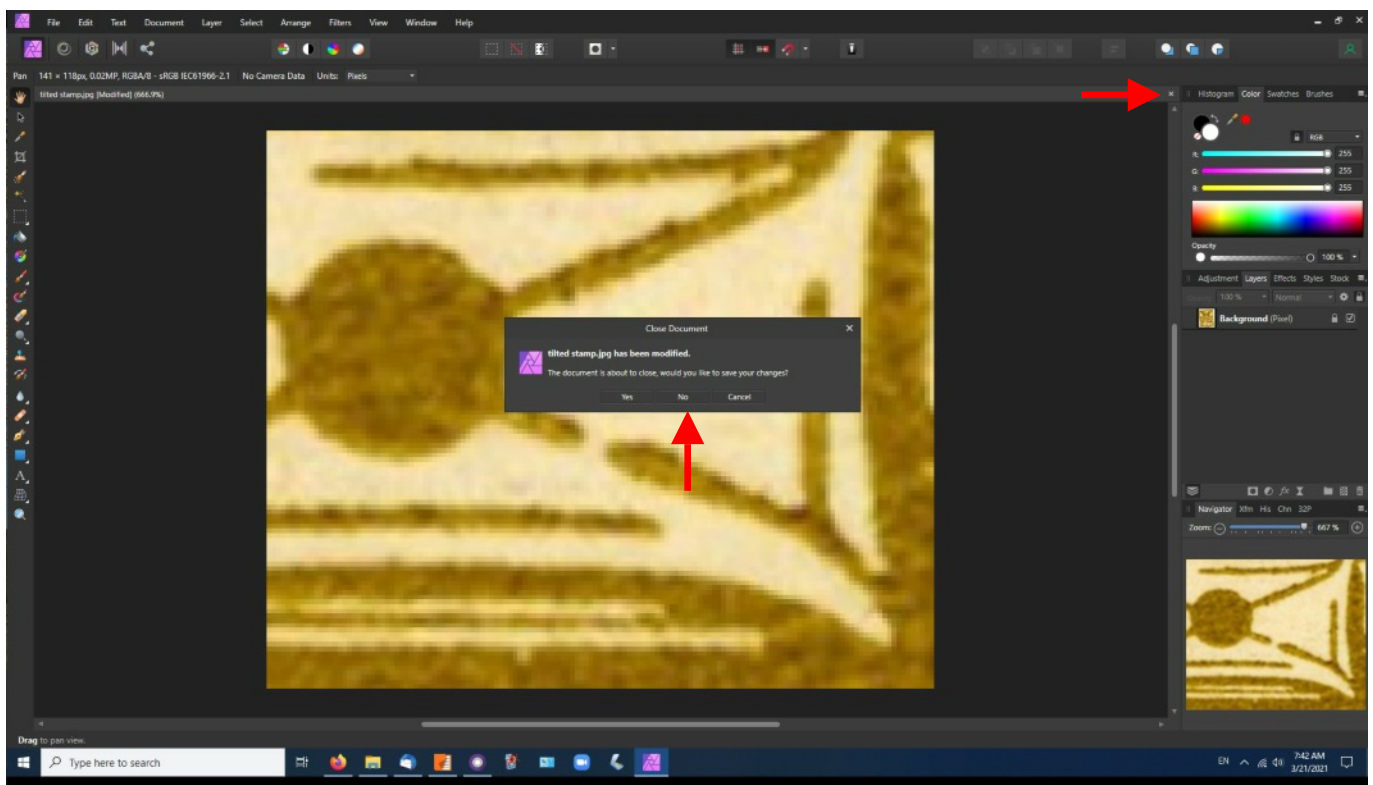 File Edit Text Document Layer Select Arrange Filters View Window Help
Pan 141 × 118px, 0.02MP, RGBA/8 - sRGB IEC61966-2.1 No Camera Data Units: Pixels
tilted stamp.jpg [Modified] (666.9%)
Histogram Color Swatches Brushes
RGB
R: 255
G: 255
B: 255
Opacity
100 %
Adjustment Layers Effects Styles Stock
Opacity 100 % Normal
Background (Pixel)
Close Document
tilted stamp.jpg has been modified.
The document is about to close, would you like to save your changes?
Yes No Cancel
fx
Navigator Xfm His Chn 32P
Zoom: 667 %
Drag to pan view.
Type here to search
EN 7:42 AM
3/21/2021